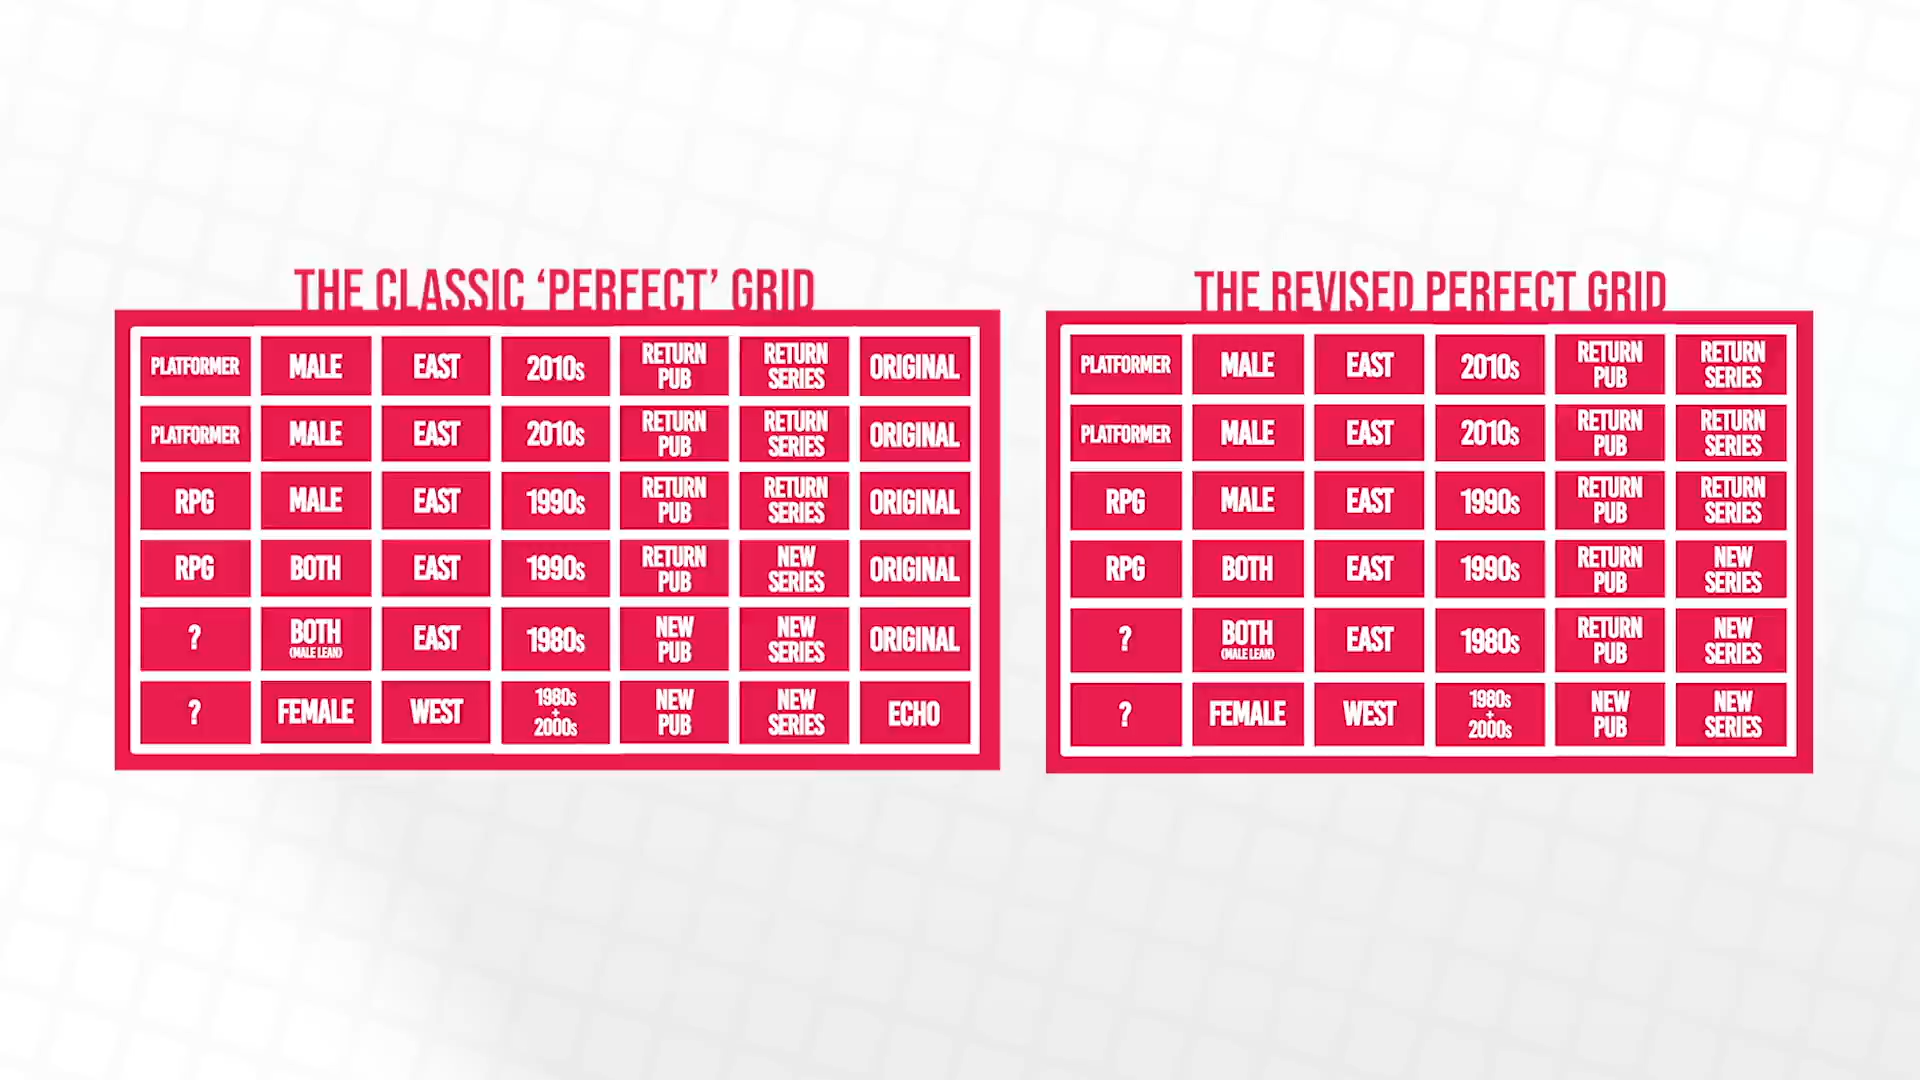 THE CLASSIC ‘PERFECT’ GRID
PLATFORMER MALE EAST 2010s RETURN PUB RETURN SERIES ORIGINAL
PLATFORMER MALE EAST 2010s RETURN PUB RETURN SERIES ORIGINAL
RPG MALE EAST 1990s RETURN PUB RETURN SERIES ORIGINAL
RPG BOTH EAST 1990s RETURN PUB NEW SERIES ORIGINAL
? BOTH (MALE LEAN) EAST 1980s NEW PUB NEW SERIES ORIGINAL
? FEMALE WEST 1980s + 2000s NEW PUB NEW SERIES ECHO
THE REVISED PERFECT GRID
PLATFORMER MALE EAST 2010s RETURN PUB RETURN SERIES
PLATFORMER MALE EAST 2010s RETURN PUB RETURN SERIES
RPG MALE EAST 1990s RETURN PUB RETURN SERIES
RPG BOTH EAST 1990s RETURN PUB NEW SERIES
? BOTH (MALE LEAN) EAST 1980s RETURN PUB NEW SERIES
? FEMALE WEST 1980s + 2000s NEW PUB NEW SERIES